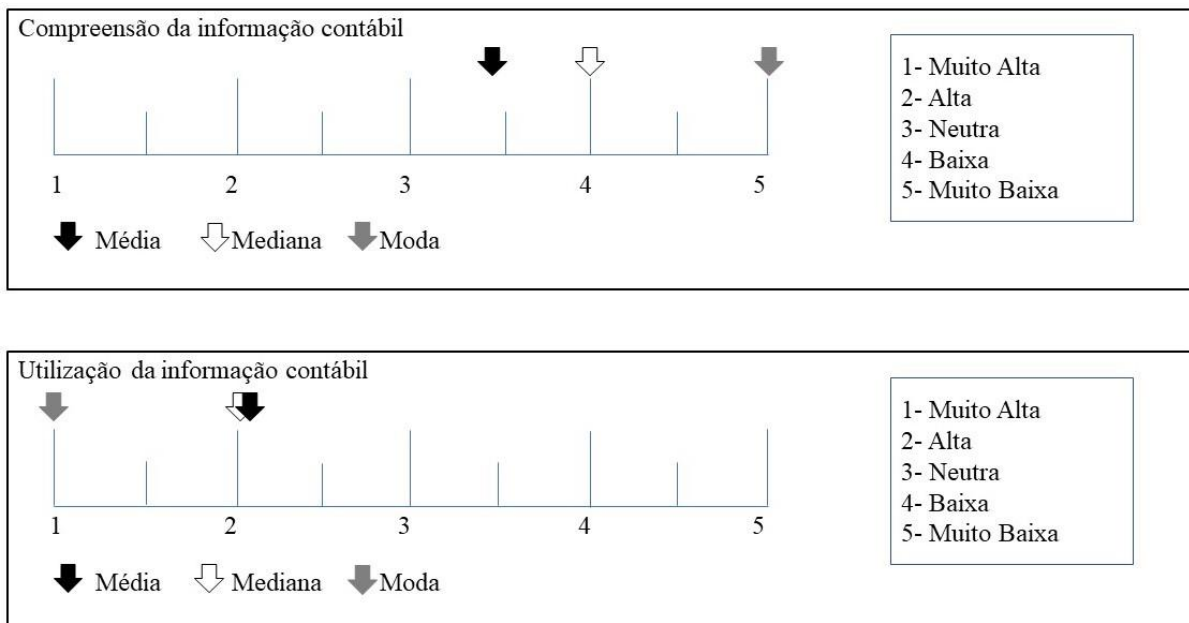 Compreensão da informação contábil
1- Muito Alta
2- Alta
3- Neutra
4- Baixa
5- Muito Baixa
1 2 3 4 5
Média Mediana Moda
Utilização da informação contábil
1- Muito Alta
2- Alta
3- Neutra
4- Baixa
5- Muito Baixa
1 2 3 4 5
Média Mediana Moda